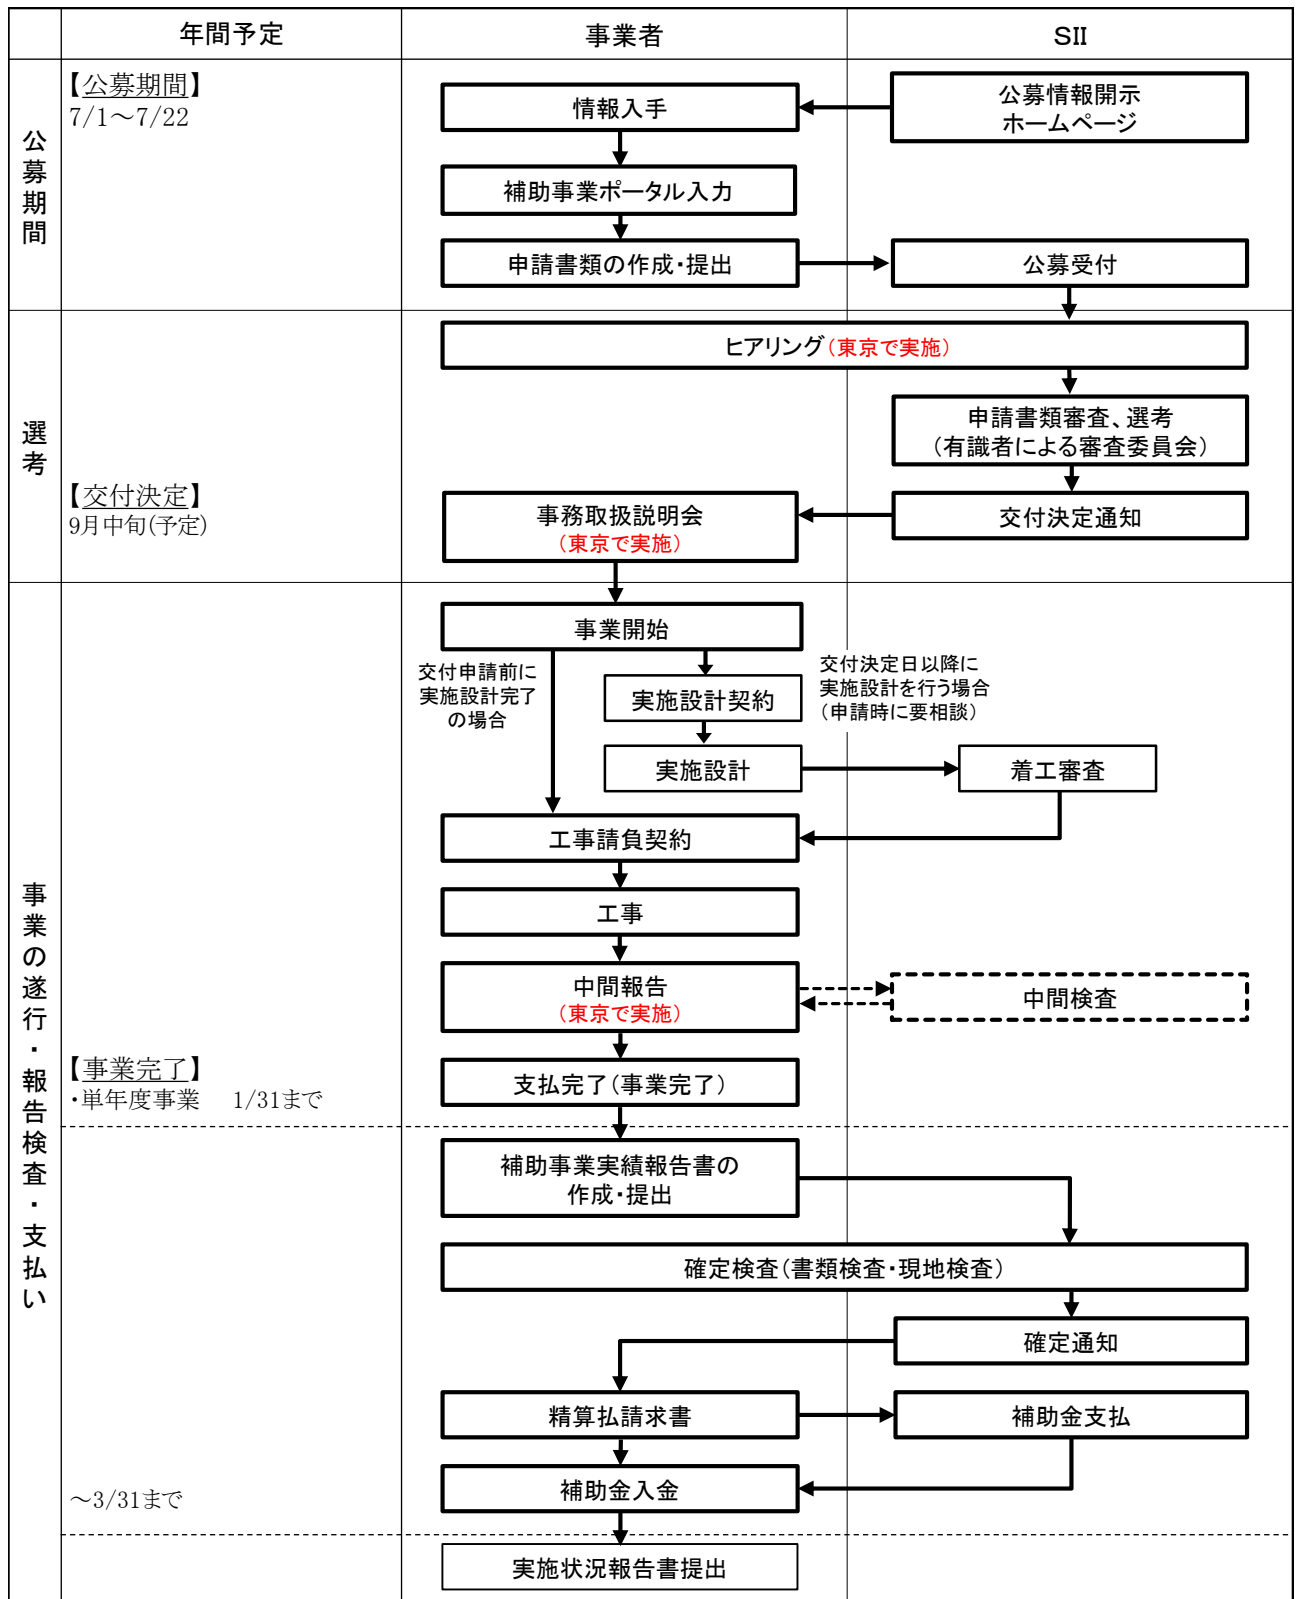 年間予定
事業者
SII
公募期間
【公募期間】
7/1～7/22
情報入手
公募情報開示
ホームページ
補助事業ポータル入力
申請書類の作成・提出
公募受付
選考
ヒアリング(東京で実施)
申請書類審査、選考
(有識者による審査委員会)
【交付決定】
9月中旬(予定)
事務取扱説明会
(東京で実施)
交付決定通知
事業の遂行・報告検査・支払い
事業開始
交付申請前に
実施設計完了
の場合
実施設計契約
交付決定日以降に
実施設計を行う場合
(申請時に要相談)
実施設計
着工審査
工事請負契約
工事
中間報告
(東京で実施)
中間検査
【事業完了】
・単年度事業　1/31まで
支払完了(事業完了)
補助事業実績報告書の
作成・提出
確定検査(書類検査・現地検査)
確定通知
精算払請求書
補助金支払
～3/31まで
補助金入金
実施状況報告書提出